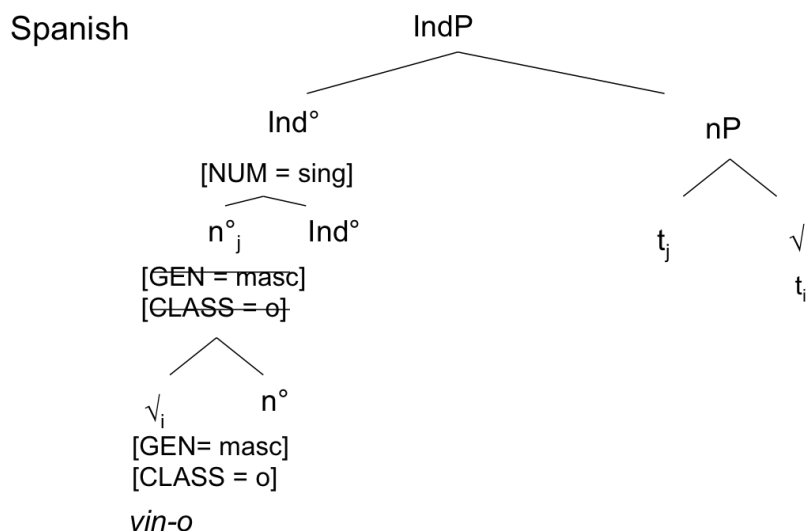 Spanish
IndP
Ind°
nP
[NUM = sing]
n°j Ind°
tj √
[GEN = masc]
ti
[CLASS = o]
√i n°
[GEN= masc]
[CLASS = o]
vin-o